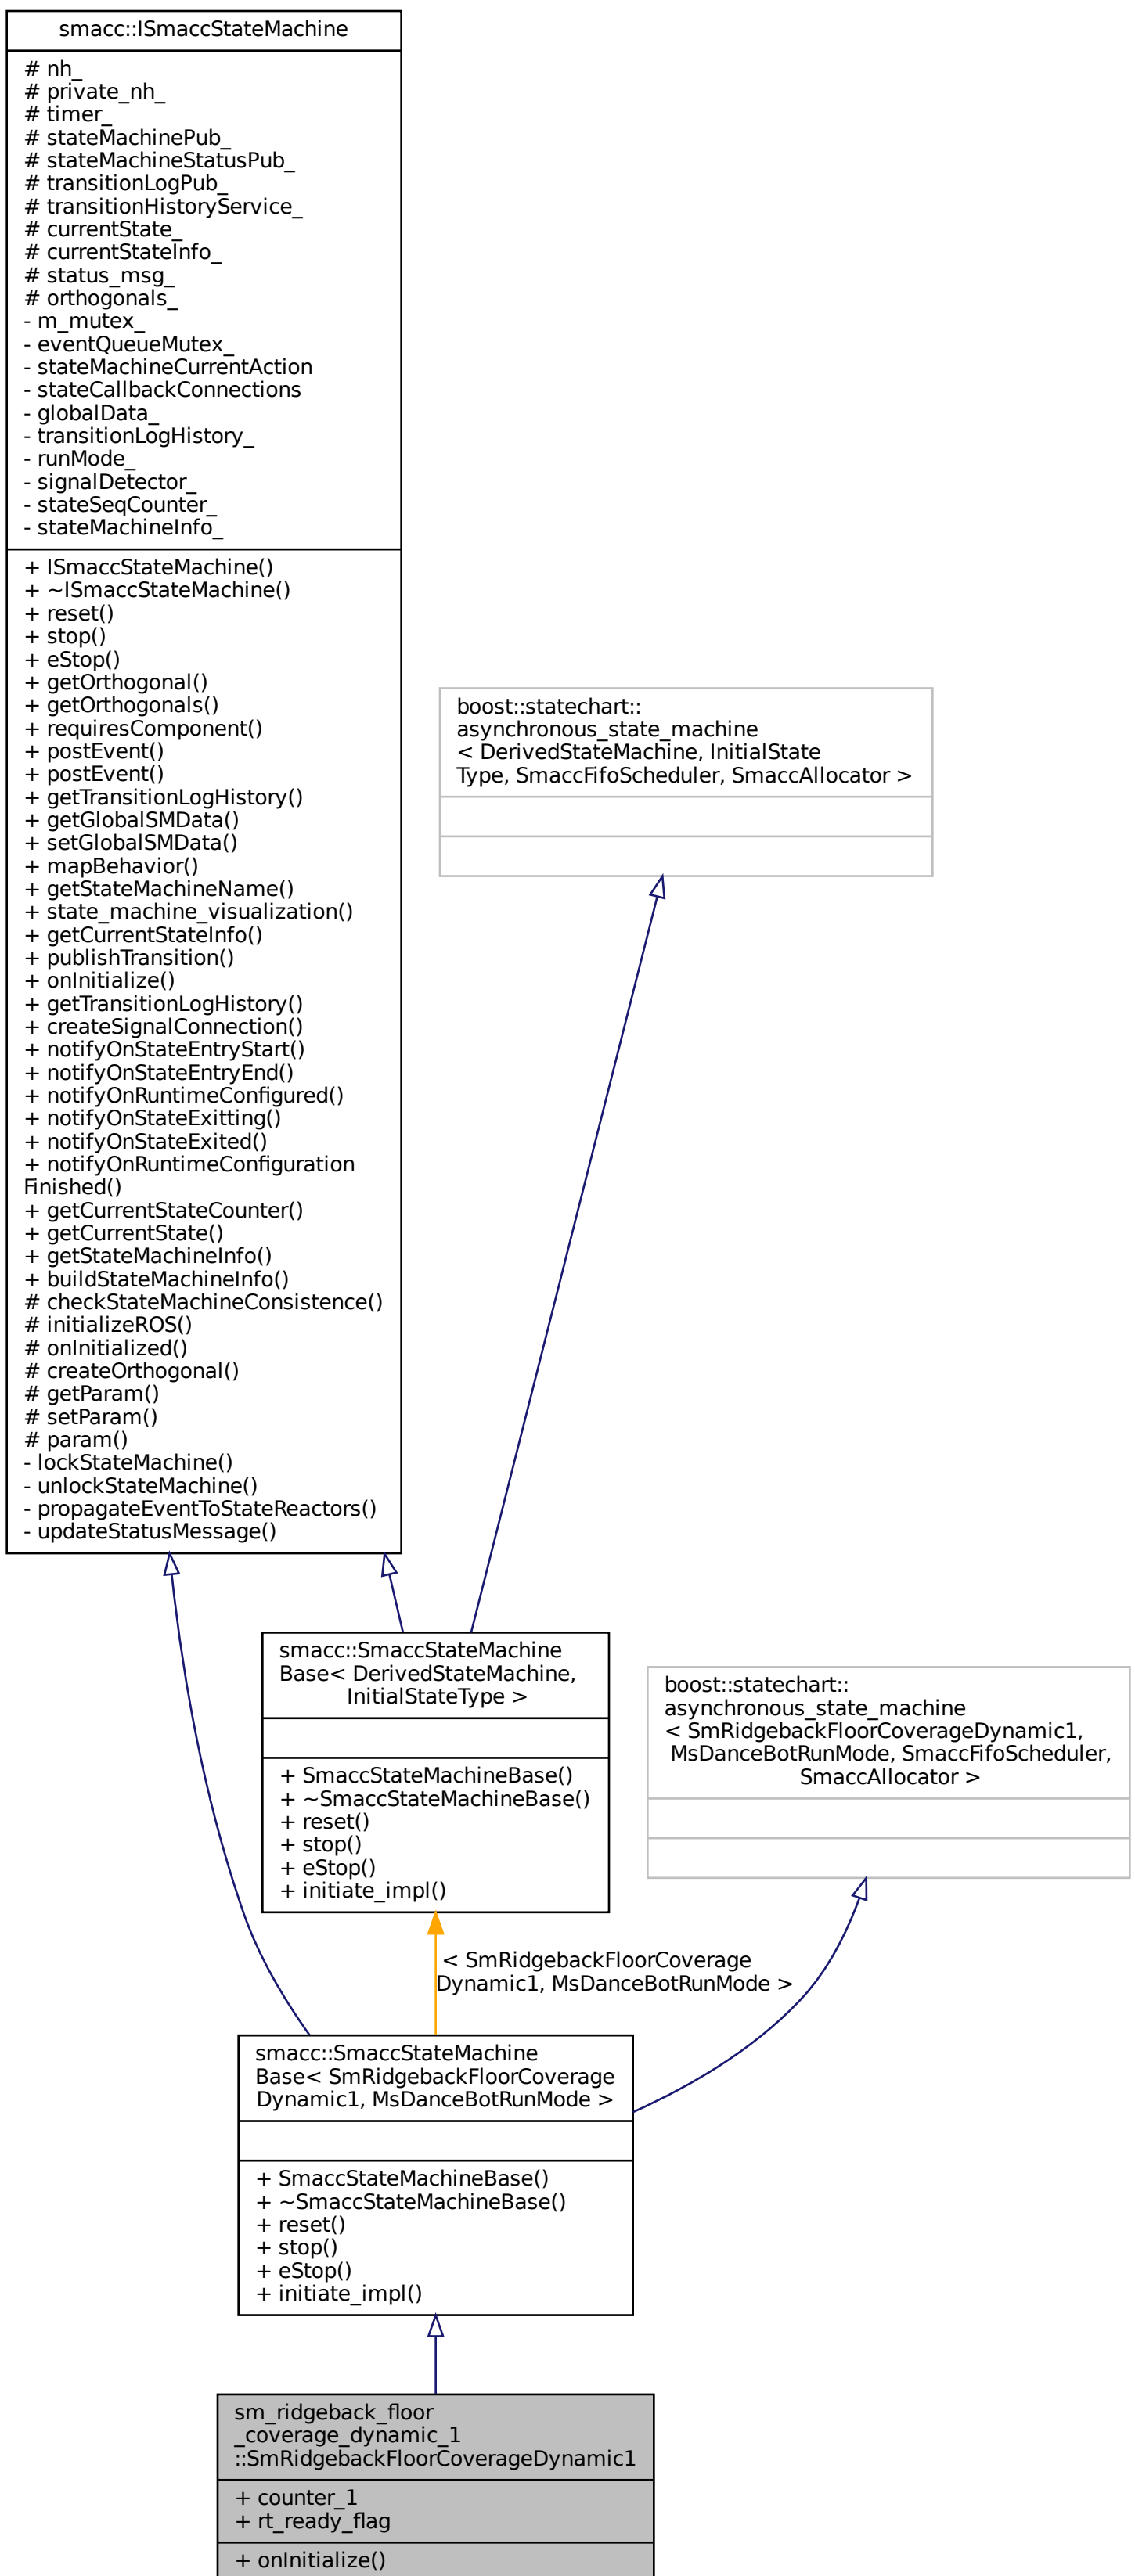 smacc::ISmaccStateMachine
# nh_
# private_nh_
# timer_
# stateMachinePub_
# stateMachineStatusPub_
# transitionLogPub_
# transitionHistoryService_
# currentState_
# currentStateInfo_
# status_msg_
# orthogonals_
- m_mutex_
- eventQueueMutex_
- stateMachineCurrentAction
- stateCallbackConnections
- globalData_
- transitionLogHistory_
- runMode_
- signalDetector_
- stateSeqCounter_
- stateMachineInfo_
+ ISmaccStateMachine()
+ ~ISmaccStateMachine()
+ reset()
+ stop()
+ eStop()
+ getOrthogonal()
+ getOrthogonals()
+ requiresComponent()
+ postEvent()
+ postEvent()
+ getTransitionLogHistory()
+ getGlobalSMData()
+ setGlobalSMData()
+ mapBehavior()
+ getStateMachineName()
+ state_machine_visualization()
+ getCurrentStateInfo()
+ publishTransition()
+ onInitialize()
+ getTransitionLogHistory()
+ createSignalConnection()
+ notifyOnStateEntryStart()
+ notifyOnStateEntryEnd()
+ notifyOnRuntimeConfigured()
+ notifyOnStateExitting()
+ notifyOnStateExited()
+ notifyOnRuntimeConfiguration
Finished()
+ getCurrentStateCounter()
+ getCurrentState()
+ getStateMachineInfo()
+ buildStateMachineInfo()
# checkStateMachineConsistence()
# initializeROS()
# onInitialized()
# createOrthogonal()
# getParam()
# setParam()
# param()
- lockStateMachine()
- unlockStateMachine()
- propagateEventToStateReactors()
- updateStatusMessage()
boost::statechart::
asynchronous_state_machine
< DerivedStateMachine, InitialState
Type, SmaccFifoScheduler, SmaccAllocator >
smacc::SmaccStateMachine
Base< DerivedStateMachine,
InitialStateType >
+ SmaccStateMachineBase()
+ ~SmaccStateMachineBase()
+ reset()
+ stop()
+ eStop()
+ initiate_impl()
boost::statechart::
asynchronous_state_machine
< SmRidgebackFloorCoverageDynamic1,
MsDanceBotRunMode, SmaccFifoScheduler,
SmaccAllocator >
< SmRidgebackFloorCoverage
Dynamic1, MsDanceBotRunMode >
smacc::SmaccStateMachine
Base< SmRidgebackFloorCoverage
Dynamic1, MsDanceBotRunMode >
+ SmaccStateMachineBase()
+ ~SmaccStateMachineBase()
+ reset()
+ stop()
+ eStop()
+ initiate_impl()
sm_ridgeback_floor
_coverage_dynamic_1
::SmRidgebackFloorCoverageDynamic1
+ counter_1
+ rt_ready_flag
+ onInitialize()